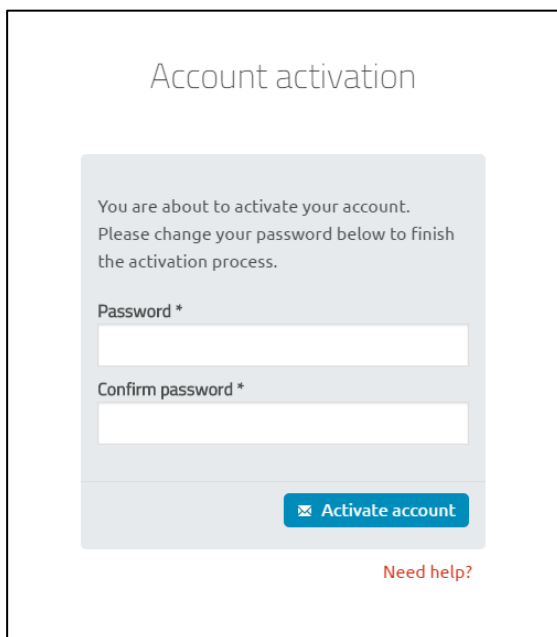 Account activation
You are about to activate your account.
Please change your password below to finish
the activation process.
Password *
Confirm password *
Activate account
Need help?